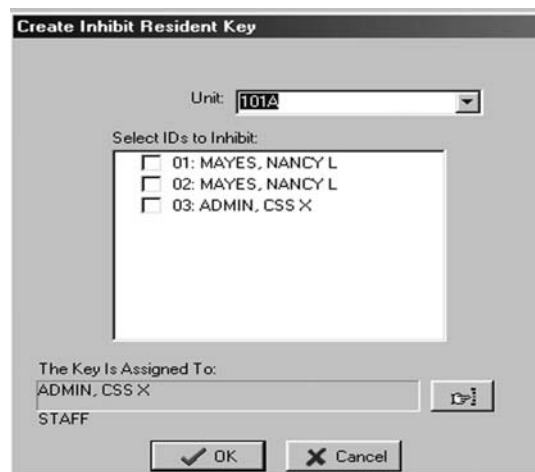 Create Inhibit Resident Key
Unit: 101A
Select IDs to Inhibit:
01: MAYES, NANCY L
02: MAYES, NANCY L
03: ADMIN, CSS X
The Key Is Assigned To:
ADMIN, CSS X
STAFF
OK Cancel